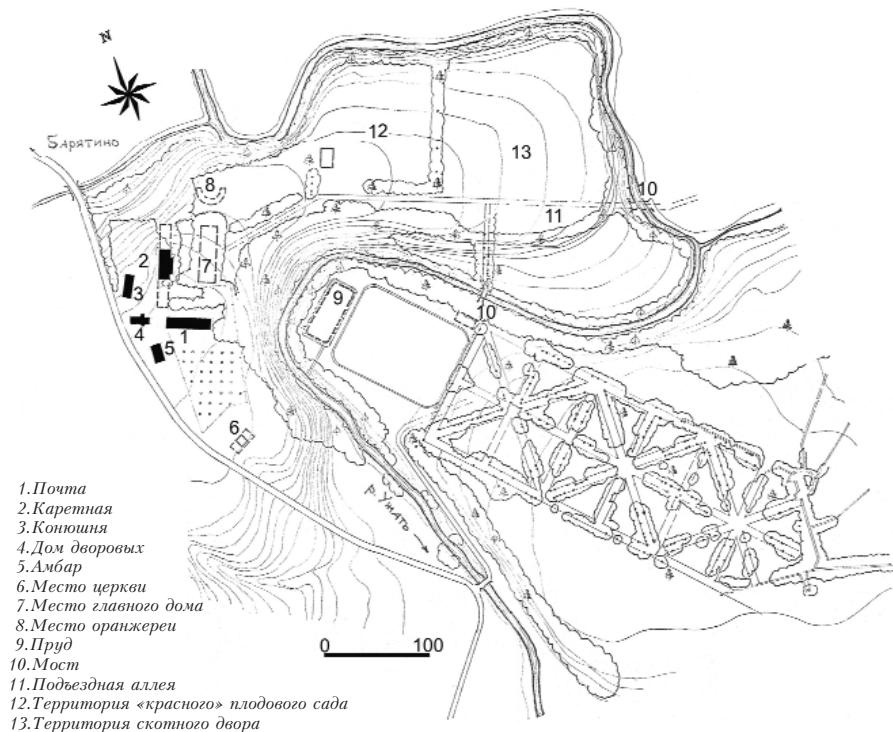 N
Барятино
12
13
8
10
11
2
7
3
9
10
4
1
5
6
р. Ужать
1.Почта
2.Каретная
3.Конюшня
4.Дом дворовых
5.Амбар
6.Место церкви
7.Место главного дома
8.Место оранжереи
9.Пруд
10.Мост
11.Подъездная аллея
12.Территория «красного» плодового сада
13.Территория скотного двора
0 100